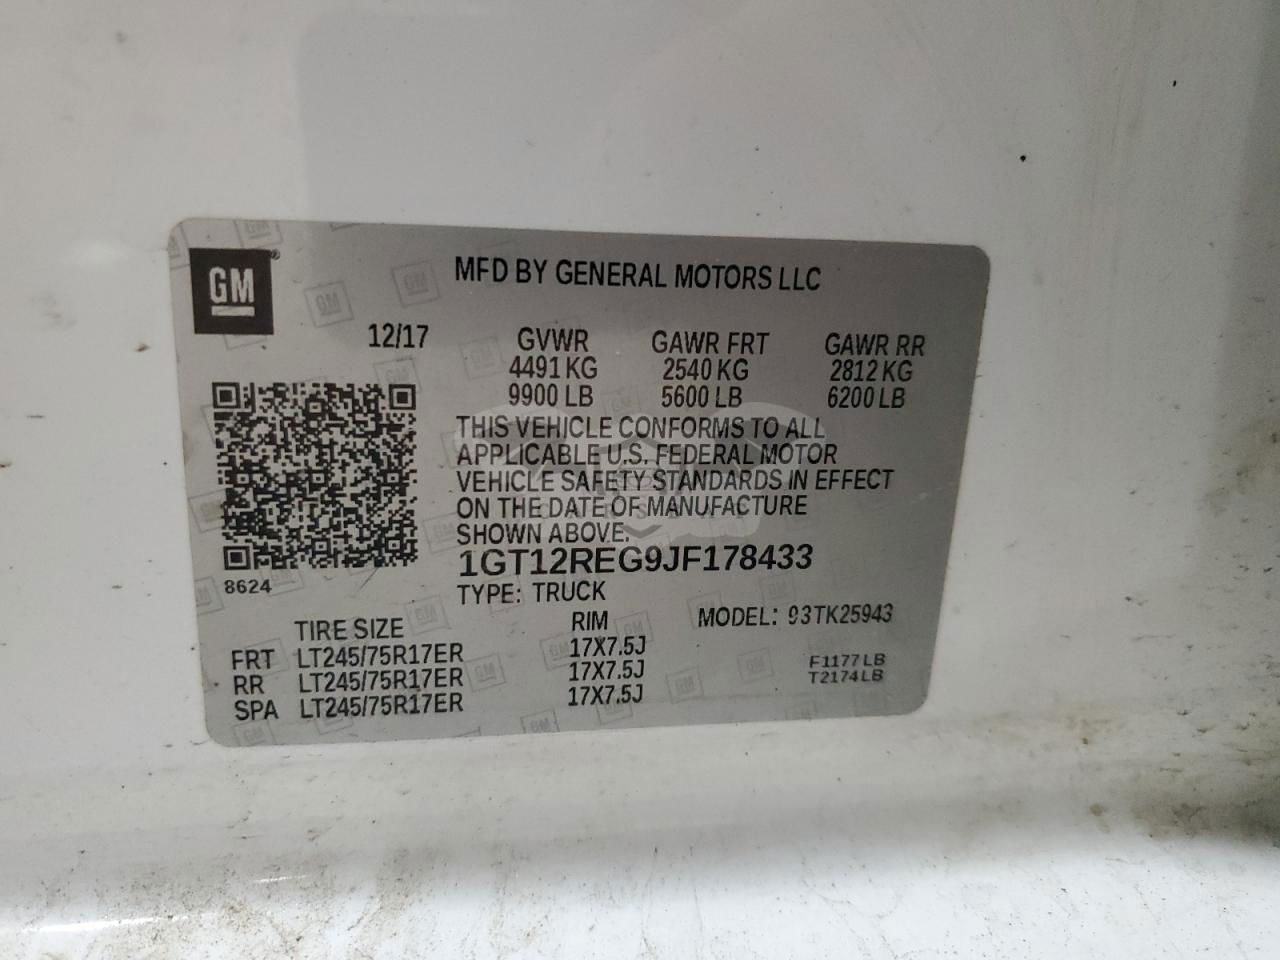 GM
MFD BY GENERAL MOTORS LLC
12/17 GVWR GAWR FRT GAWR RR
4491 KG 2540 KG 2812 KG
9900 LB 5600 LB 6200 LB
THIS VEHICLE CONFORMS TO ALL
APPLICABLE U.S. FEDERAL MOTOR
VEHICLE SAFETY STANDARDS IN EFFECT
ON THE DATE OF MANUFACTURE
SHOWN ABOVE.
8624
1GT12REG9JF178433
TYPE: TRUCK
MODEL: 93TK25943
TIRE SIZE RIM
FRT LT245/75R17ER 17X7.5J
RR LT245/75R17ER 17X7.5J
SPA LT245/75R17ER 17X7.5J
F1177LB
T2174LB